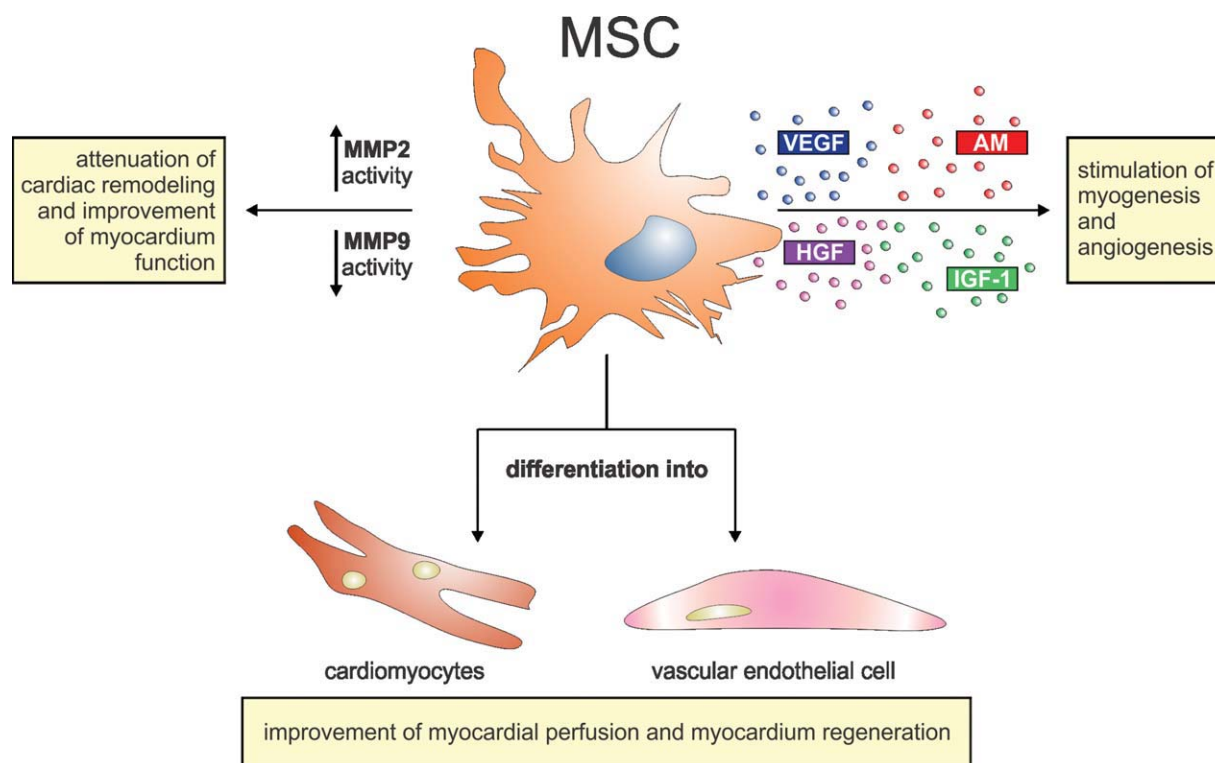 MSC
attenuation of
cardiac remodeling
and improvement
of myocardium
function
MMP2
activity
MMP9
activity
VEGF
AM
HGF
IGF-1
stimulation of
myogenesis
and
angiogenesis
differentiation into
cardiomyocytes
vascular endothelial cell
improvement of myocardial perfusion and myocardium regeneration